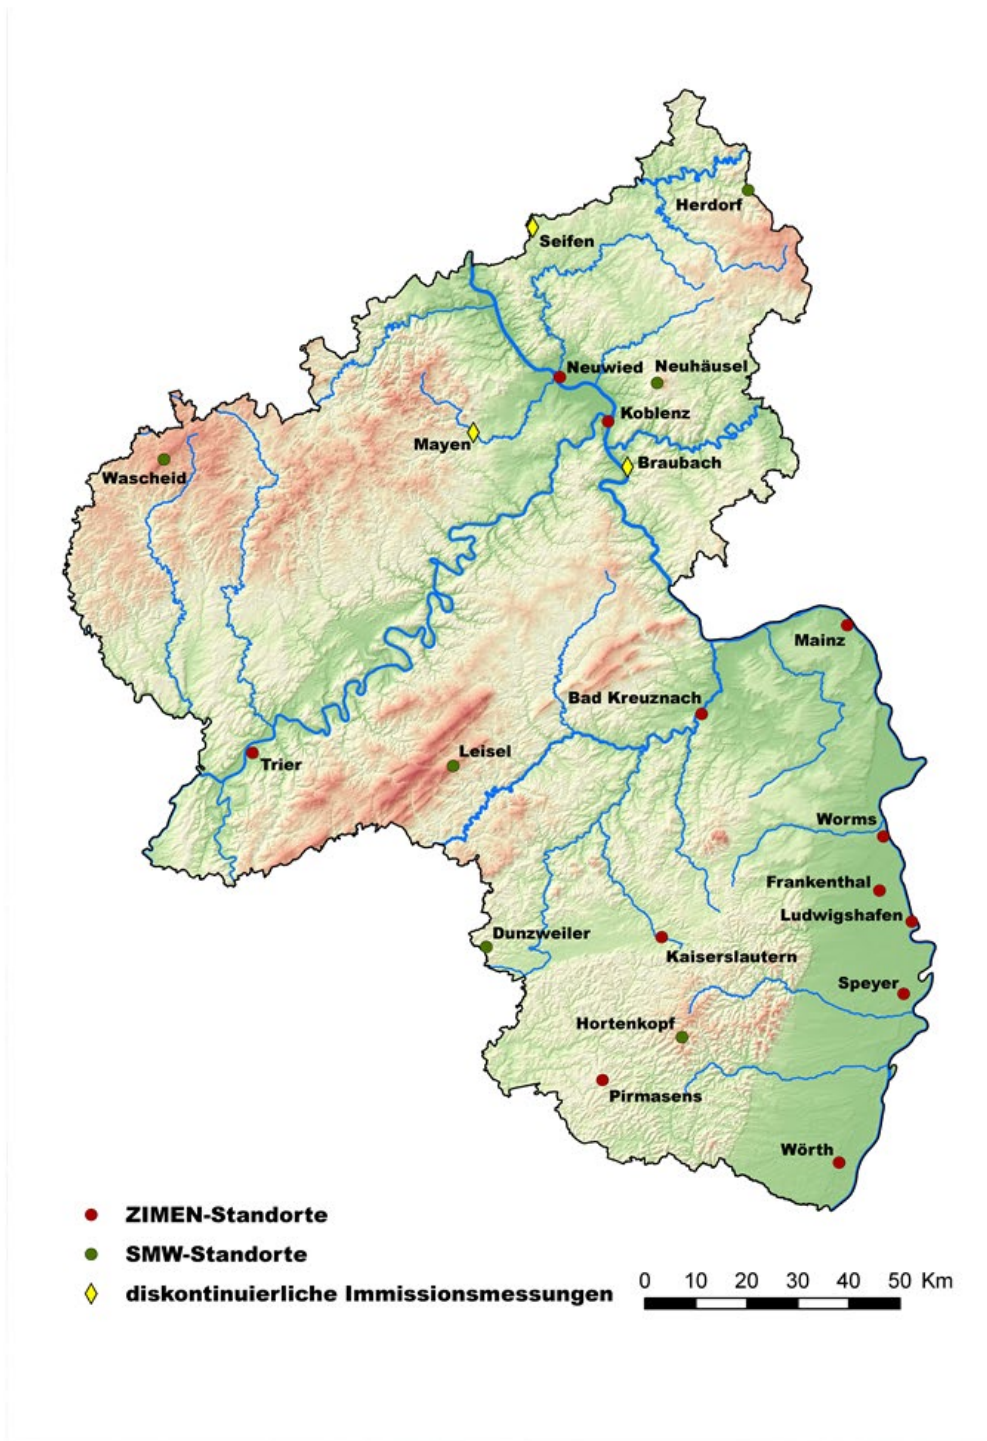 Herdorf
Seifen
Neuwied
Neuhäusel
Koblenz
Mayen
Braubach
Wascheid
Mainz
Bad Kreuznach
Leisel
Trier
Worms
Frankenthal
Ludwigshafen
Dunzweiler
Kaiserslautern
Speyer
Hortenkopf
Pirmasens
Wörth
ZIMEN-Standorte
SMW-Standorte
diskontinuierliche Immissionsmessungen
0 10 20 30 40 50 Km